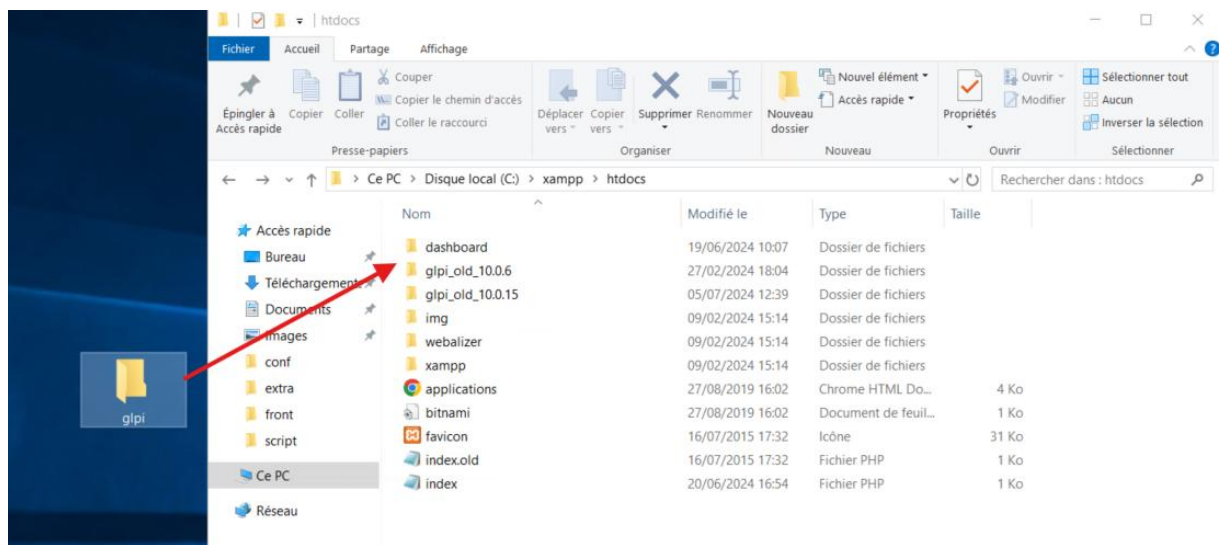 htdocs
Fichier Accueil Partage Affichage
Épingler à Accès rapide
Copier
Coller
Couper
Copier le chemin d'accès
Coller le raccourci
Presse-papiers
Déplacer vers
Copier vers
Supprimer
Renommer
Organiser
Nouveau dossier
Nouvel élément
Accès rapide
Nouveau
Propriétés
Ouvrir
Modifier
Ouvrir
Sélectionner tout
Aucun
Inverser la sélection
Sélectionner
Ce PC > Disque local (C:) > xampp > htdocs
Rechercher dans : htdocs
Accès rapide
Bureau
Téléchargement
Documents
Images
conf
extra
front
script
Ce PC
Réseau
Nom Modifié le Type Taille
dashboard 19/06/2024 10:07 Dossier de fichiers
glpi_old_10.0.6 27/02/2024 18:04 Dossier de fichiers
glpi_old_10.0.15 05/07/2024 12:39 Dossier de fichiers
img 09/02/2024 15:14 Dossier de fichiers
webalizer 09/02/2024 15:14 Dossier de fichiers
xampp 09/02/2024 15:14 Dossier de fichiers
applications 27/08/2019 16:02 Chrome HTML Do... 4 Ko
bitnami 27/08/2019 16:02 Document de feuil... 1 Ko
favicon 16/07/2015 17:32 Icône 31 Ko
index.old 16/07/2015 17:32 Fichier PHP 1 Ko
index 20/06/2024 16:54 Fichier PHP 1 Ko
glpi